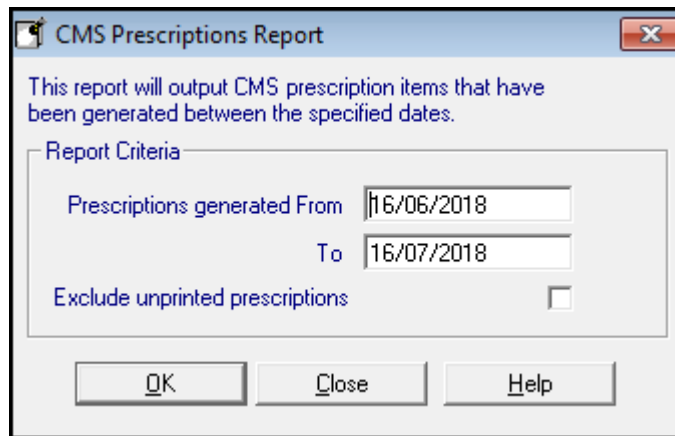 CMS Prescriptions Report
This report will output CMS prescription items that have
been generated between the specified dates.
Report Criteria
Prescriptions generated From 16/06/2018
To 16/07/2018
Exclude unprinted prescriptions
OK Close Help